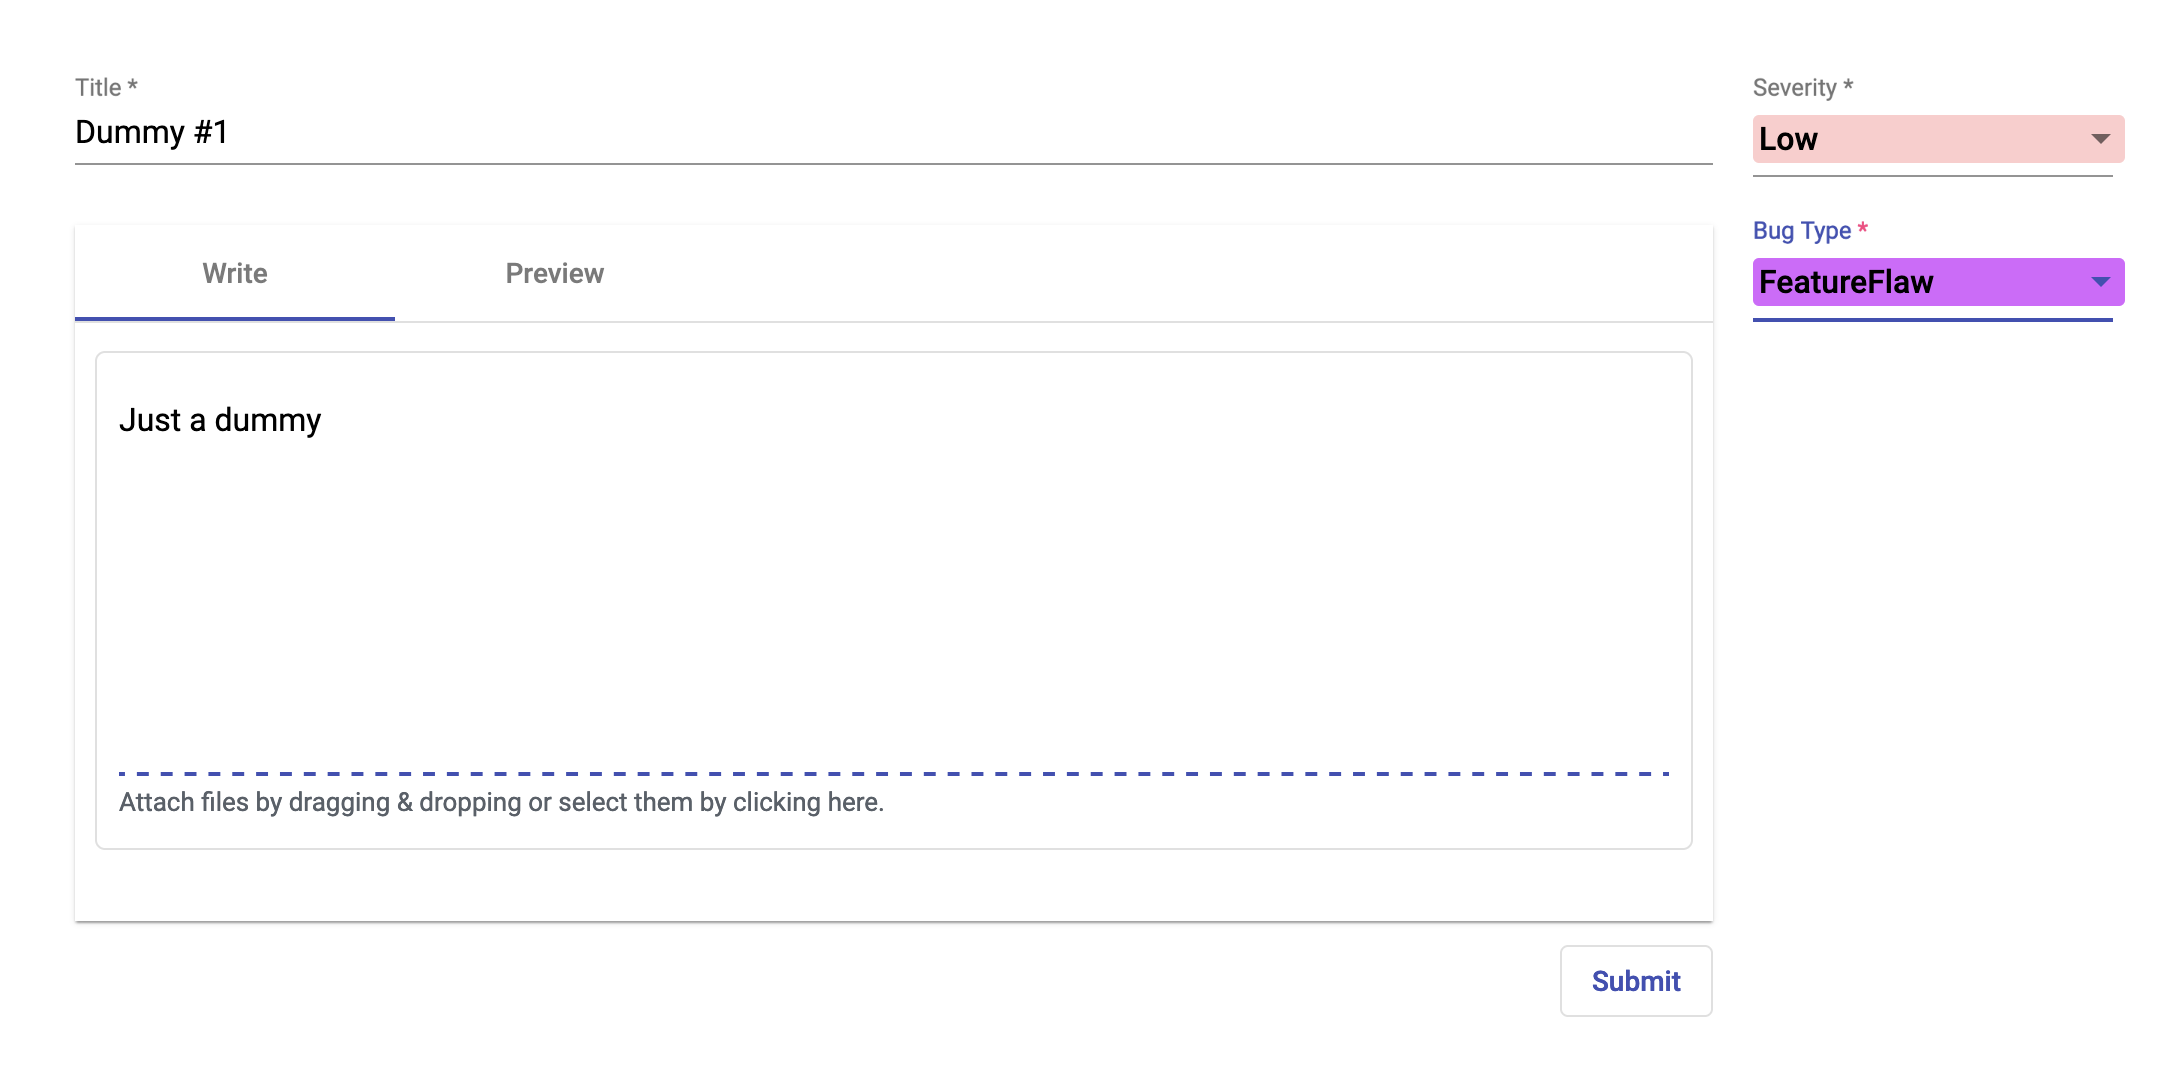 Title *
Dummy #1
Severity *
Low
Bug Type *
FeatureFlaw
Write
Preview
Just a dummy
Attach files by dragging & dropping or select them by clicking here.
Submit